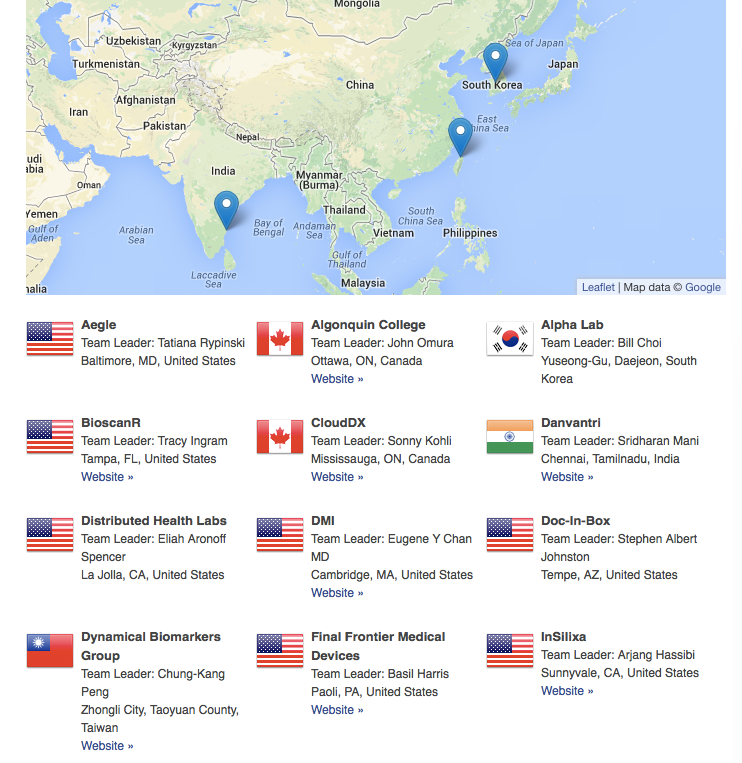 Mongolia
Uzbekistan
Kyrgyzstan
Sea of Japan
Turkmenistan
Japan
China
South Korea
Afghanistan
Iran
East
China Sea
Pakistan
Nepal
India
Myanmar
(Burma)
Oman
Yemen
Gulf of
Aden
Arabian
Sea
Bay of
Bengal
Andaman
Sea
Thailand
South
China Sea
Vietnam
Philippines
Gulf of
Thailand
Laccadive
Sea
Malaysia
Leaflet | Map data © Google
Aegle
Team Leader: Tatiana Rypinski
Baltimore, MD, United States
Algonquin College
Team Leader: John Omura
Ottawa, ON, Canada
Website »
Alpha Lab
Team Leader: Bill Choi
Yuseong-Gu, Daejeon, South
Korea
BioscanR
Team Leader: Tracy Ingram
Tampa, FL, United States
Website »
CloudDX
Team Leader: Sonny Kohli
Mississauga, ON, Canada
Website »
Danvantri
Team Leader: Sridharan Mani
Chennai, Tamilnadu, India
Website »
Distributed Health Labs
Team Leader: Eliah Aronoff
Spencer
La Jolla, CA, United States
DMI
Team Leader: Eugene Y Chan
MD
Cambridge, MA, United States
Website »
Doc-In-Box
Team Leader: Stephen Albert
Johnston
Tempe, AZ, United States
Dynamical Biomarkers
Group
Team Leader: Chung-Kang
Peng
Zhongli City, Taoyuan County,
Taiwan
Website »
Final Frontier Medical
Devices
Team Leader: Basil Harris
Paoli, PA, United States
Website »
InSilixa
Team Leader: Arjang Hassibi
Sunnyvale, CA, United States
Website »